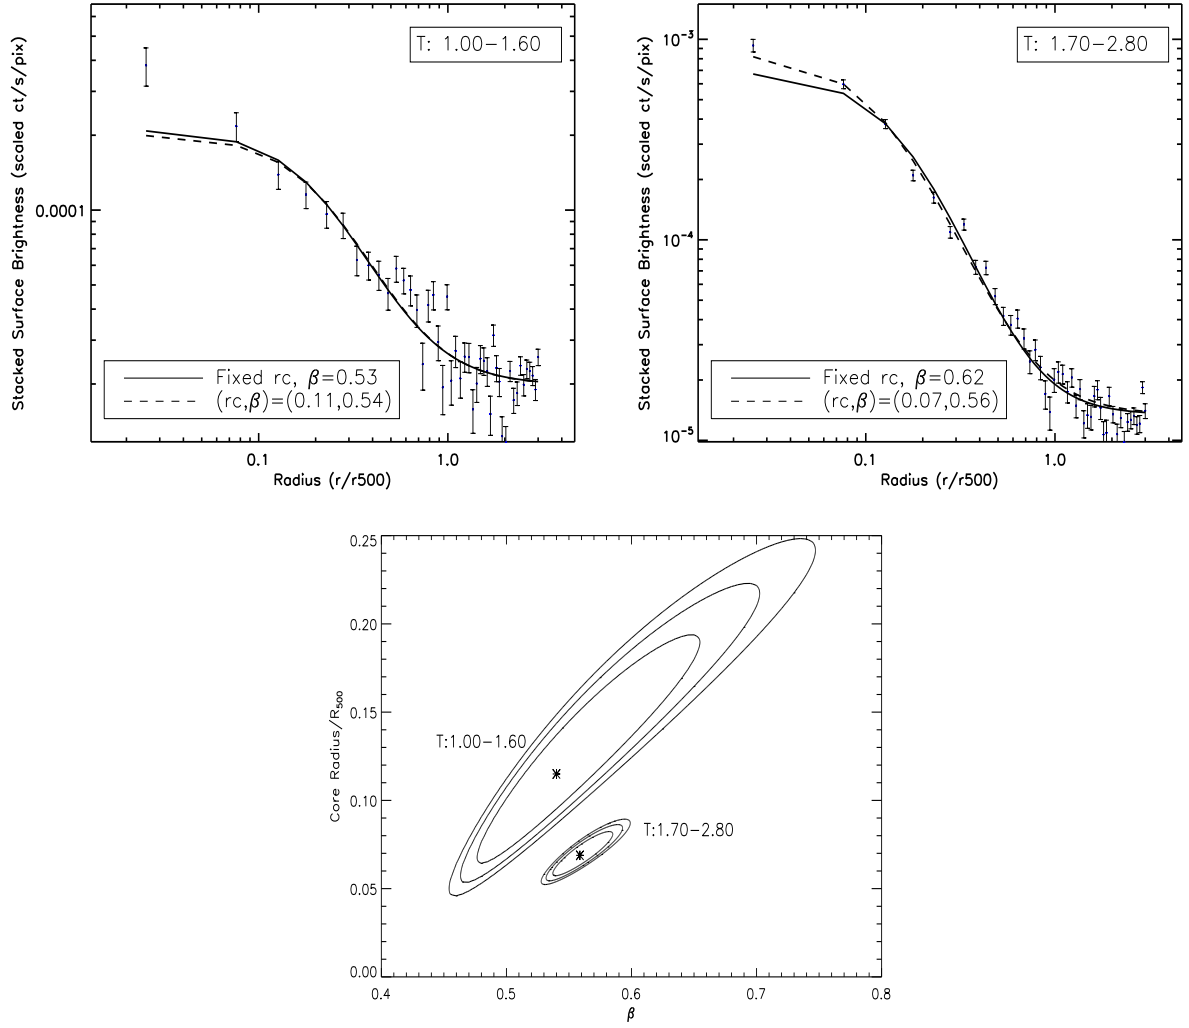 Stacked Surface Brightness (scaled ct/s/pix)
T: 1.00−1.60
0.0001
Fixed rc, β=0.53
(rc,β)=(0.11,0.54)
0.1 1.0
Radius (r/r500)
Stacked Surface Brightness (scaled ct/s/pix)
T: 1.70−2.80
10⁻³
10⁻⁴
10⁻⁵
Fixed rc, β=0.62
(rc,β)=(0.07,0.56)
0.1 1.0
Radius (r/r500)
Core Radius/R₅₀₀
0.25
0.20
0.15
0.10
0.05
0.00
T:1.00−1.60
T:1.70−2.80
0.4 0.5 0.6 0.7 0.8
β